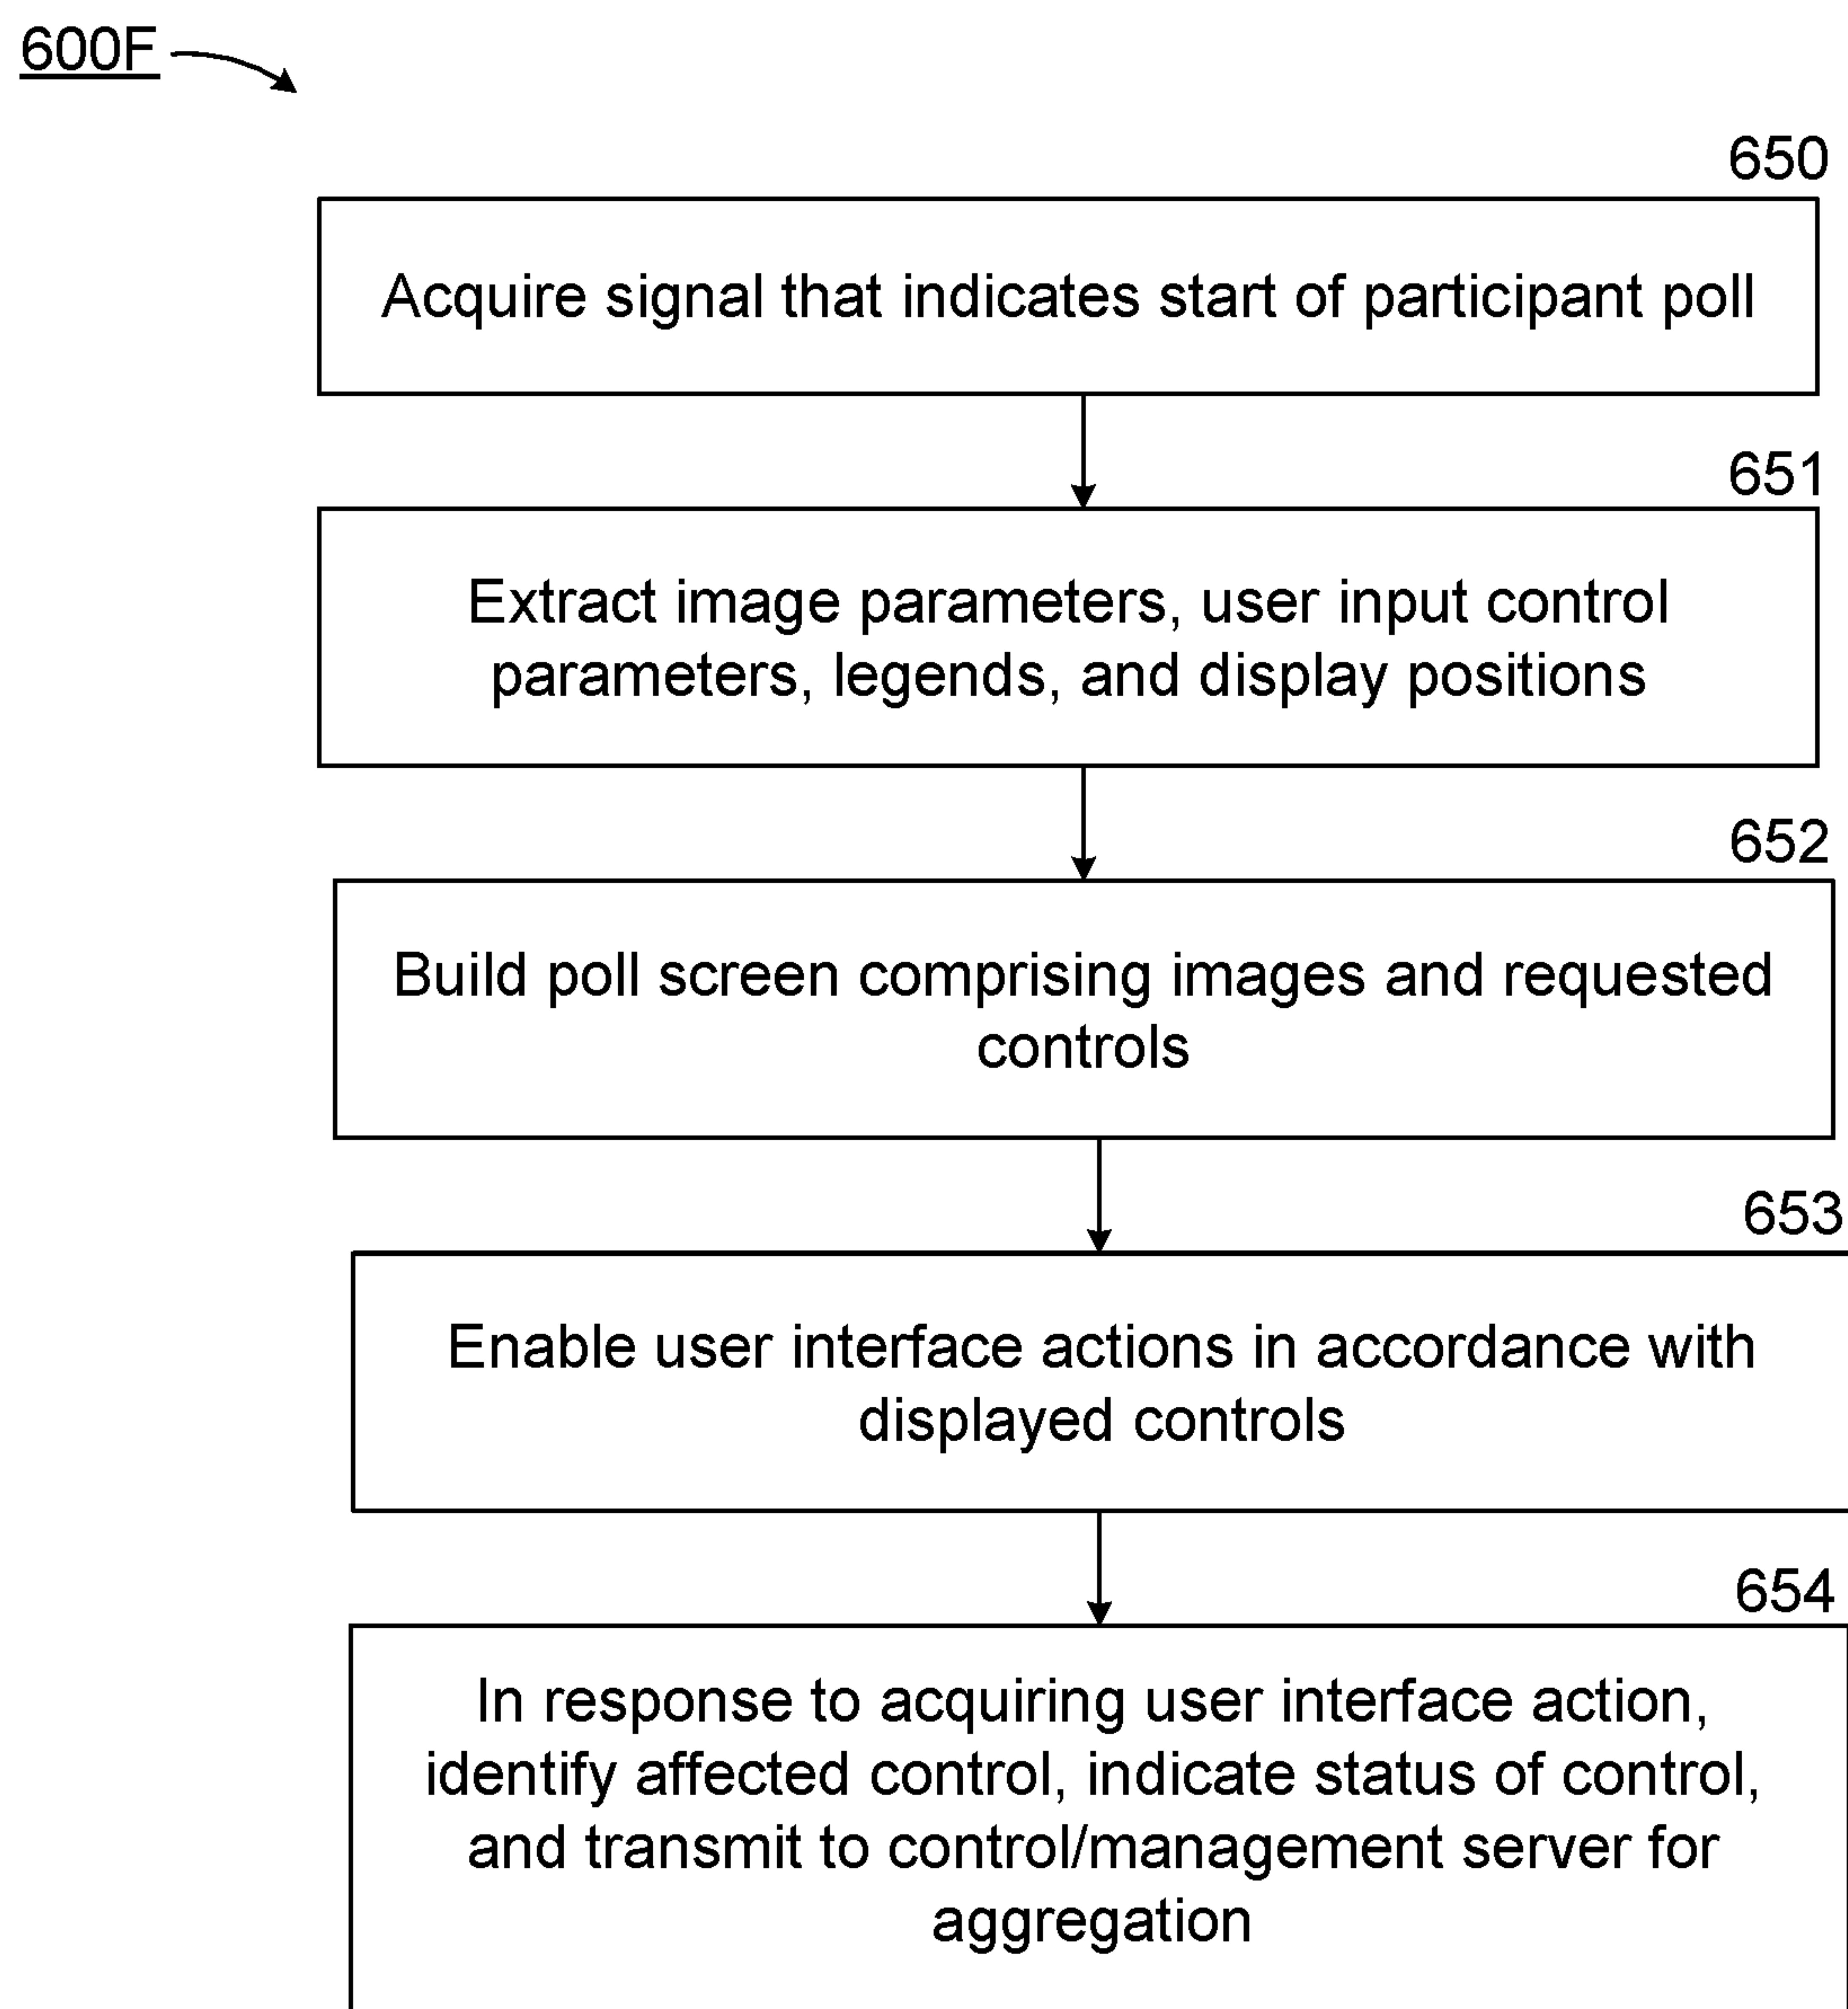 600F
650
Acquire signal that indicates start of participant poll
651
Extract image parameters, user input control
parameters, legends, and display positions
652
Build poll screen comprising images and requested
controls
653
Enable user interface actions in accordance with
displayed controls
654
In response to acquiring user interface action,
identify affected control, indicate status of control,
and transmit to control/management server for
aggregation